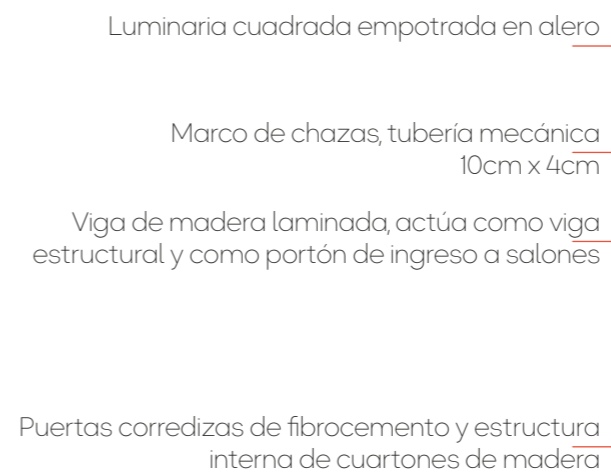 Luminaria cuadrada empotrada en alero
Marco de chazas, tubería mecánica
10cm x 4cm
Viga de madera laminada, actúa como viga
estructural y como portón de ingreso a salones
Puertas corredizas de fibrocemento y estructura
interna de cuartones de madera